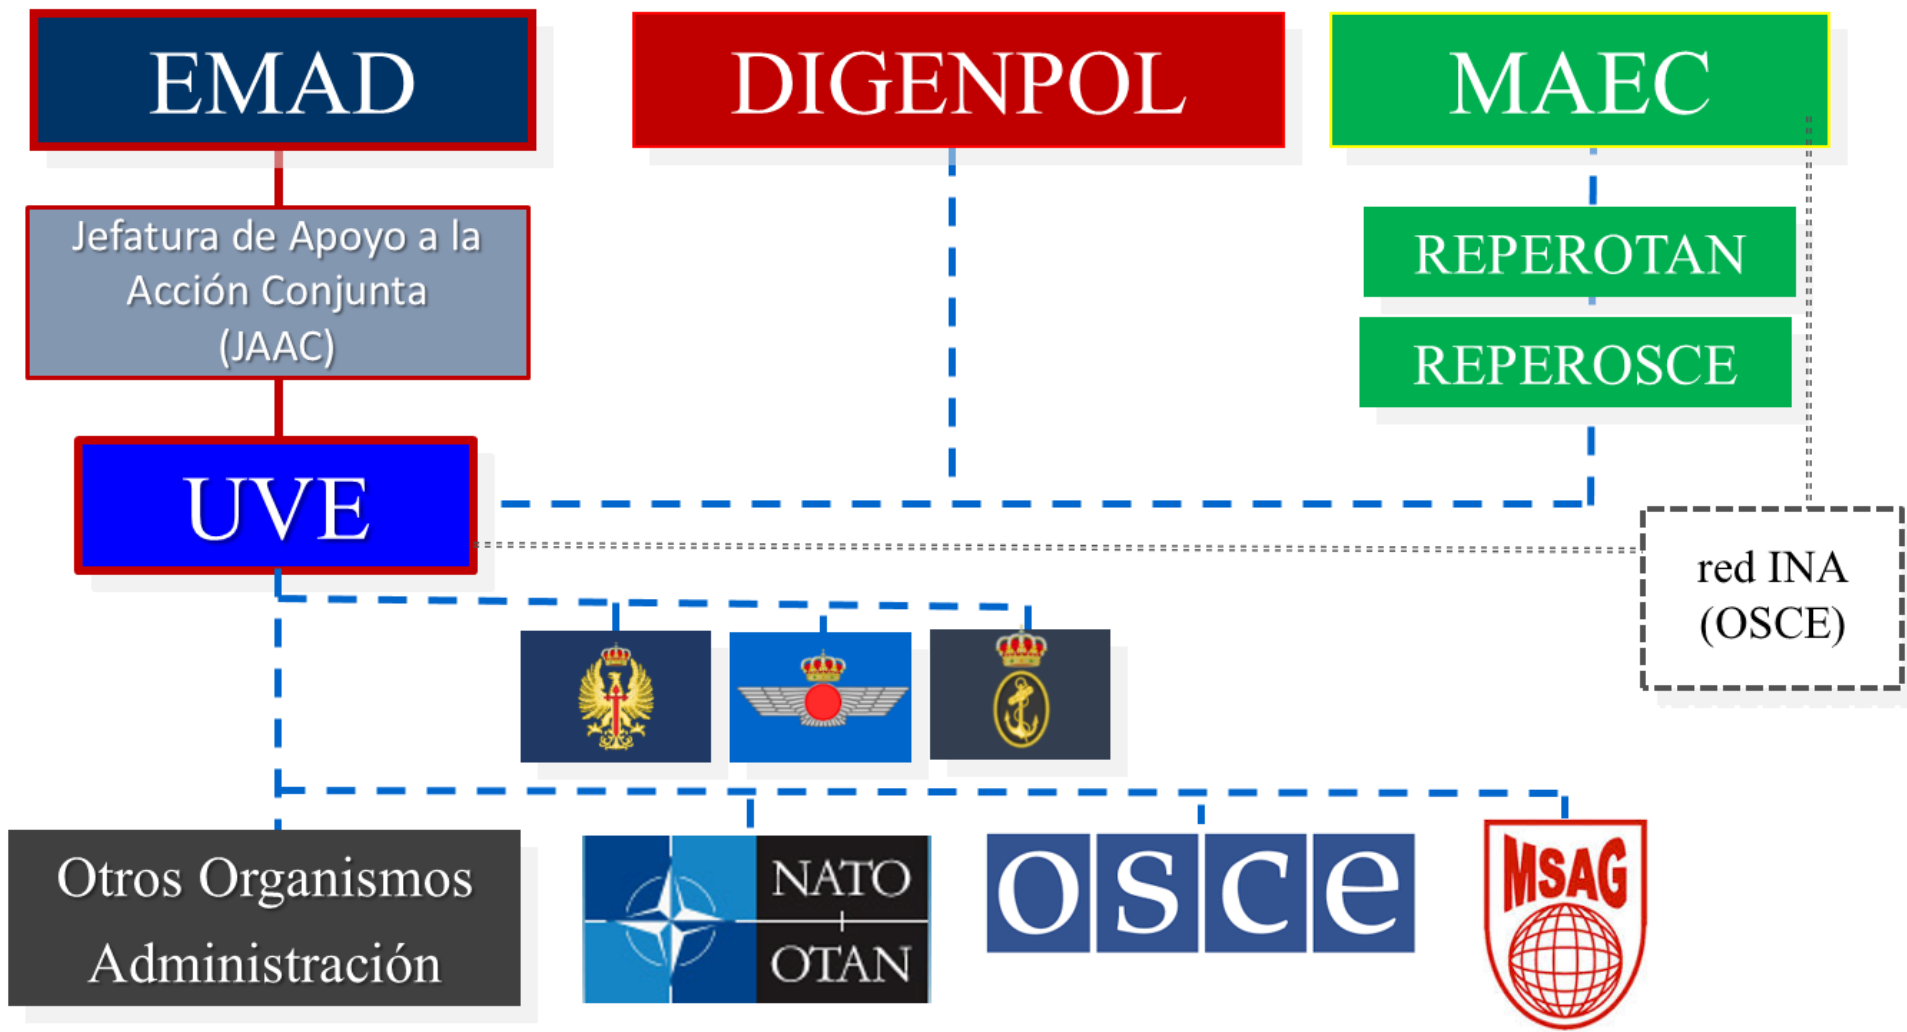 EMAD
DIGENPOL
MAEC
Jefatura de Apoyo a la
Acción Conjunta
(JAAC)
REPEROTAN
REPEROSCE
UVE
red INA
(OSCE)
Otros Organismos
Administración
NATO
OTAN
osce
MSAG